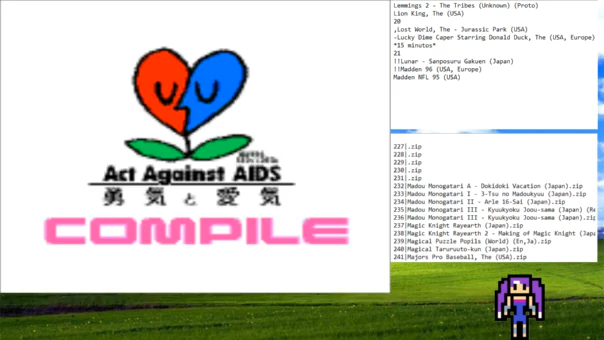 Act Against AIDS
勇気と愛気
COMPILE
Lemmings 2 - The Tribes (Unknown) (Proto)
Lion King, The (USA)
20
,Lost World, The - Jurassic Park (USA)
-Lucky Dime Caper Starring Donald Duck, The (USA, Europe)
*15 minutos*
21
!!Lunar - Sanposuru Gakuen (Japan)
!!Madden 96 (USA, Europe)
Madden NFL 95 (USA)
227|.zip
228|.zip
229|.zip
230|.zip
231|.zip
232|Madou Monogatari A - Dokidoki Vacation (Japan).zip
233|Madou Monogatari I - 3-Tsu no Madoukyuu (Japan).zip
234|Madou Monogatari II - Arle 16-Sai (Japan).zip
235|Madou Monogatari III - Kyuukyoku Joou-sama (Japan) (Re
236|Madou Monogatari III - Kyuukyoku Joou-sama (Japan).zip
237|Magic Knight Rayearth (Japan).zip
238|Magic Knight Rayearth 2 - Making of Magic Knight (Japa
239|Magical Puzzle Popils (World) (En,Ja).zip
240|Magical Taruruuto-kun (Japan).zip
241|Majors Pro Baseball, The (USA).zip